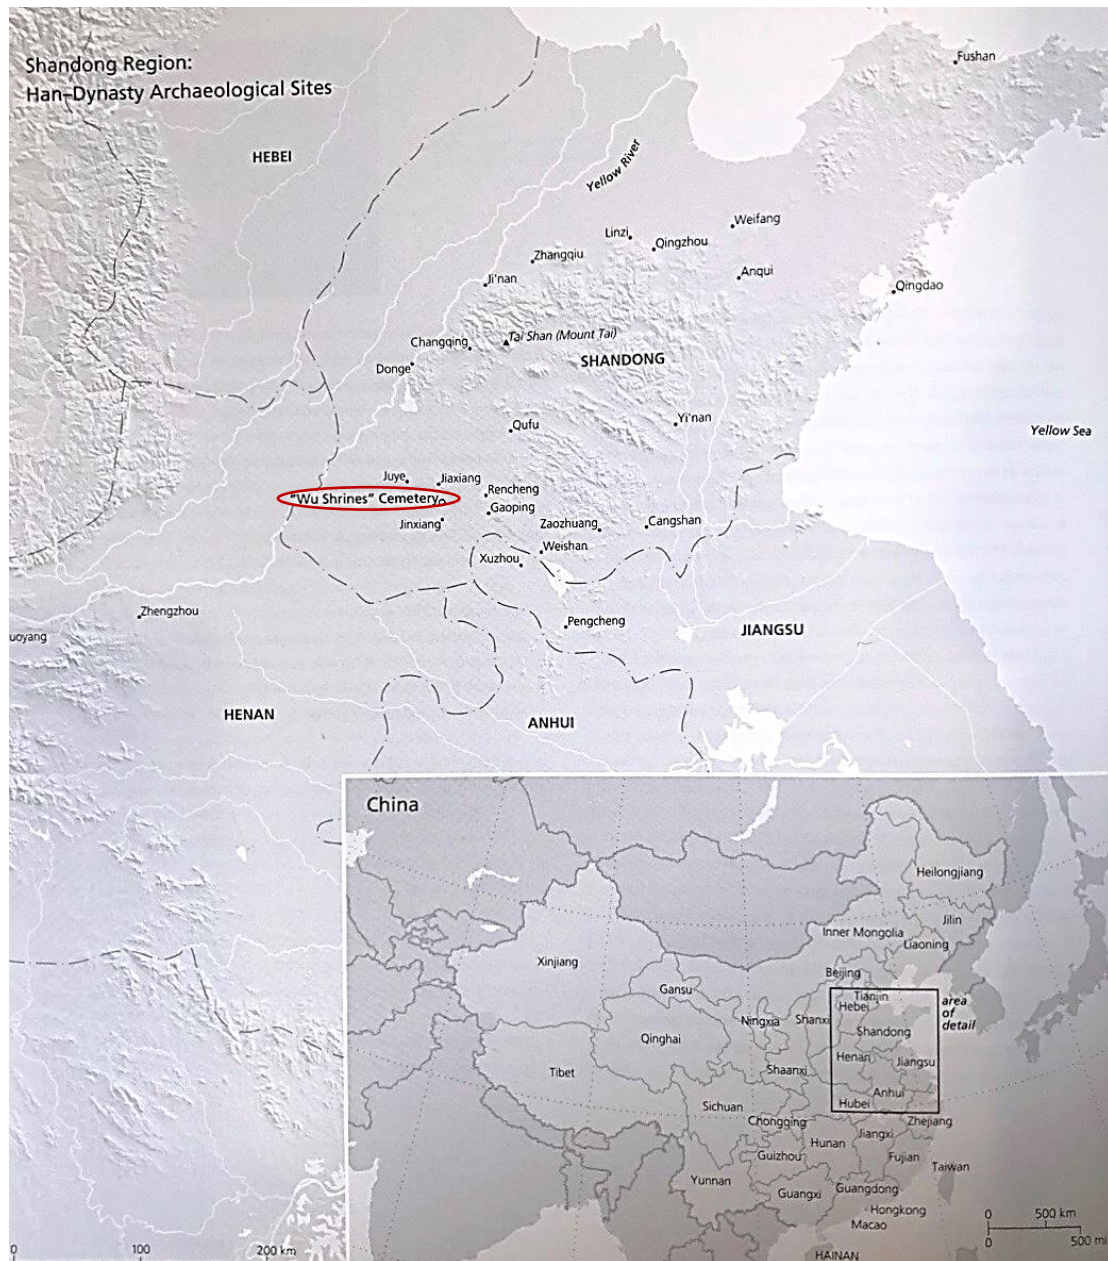 Shandong Region:
Han–Dynasty Archaeological Sites
Fushan
HEBEI
Yellow River
Weifang
Linzi
Qingzhou
Zhangqiu
Anqui
Ji'nan
Qingdao
Tai Shan (Mount Tai)
Changqing
SHANDONG
Donge
Yi'nan
Qufu
Yellow Sea
Juye
Jiaxiang
Rencheng
"Wu Shrines" Cemetery
Gaoping
Jinxiang
Zaozhuang
Cangshan
Weishan
Xuzhou
Zhengzhou
Pengcheng
uoyang
JIANGSU
HENAN
ANHUI
China
Heilongjiang
Jilin
Inner Mongolia
Liaoning
Xinjiang
Beijing
Gansu
Tianjin
Hebei
area
of
detail
Ningxia
Shanxi
Shandong
Qinghai
Henan
Jiangsu
Shaanxi
Tibet
Anhui
Sichuan
Hubei
Chongqing
Zhejiang
Jiangxi
Hunan
Guizhou
Fujian
Taiwan
Yunnan
Guangdong
Guangxi
Hongkong
Macao
0 500 km
0 500 mi
HAINAN
0 100 200 km